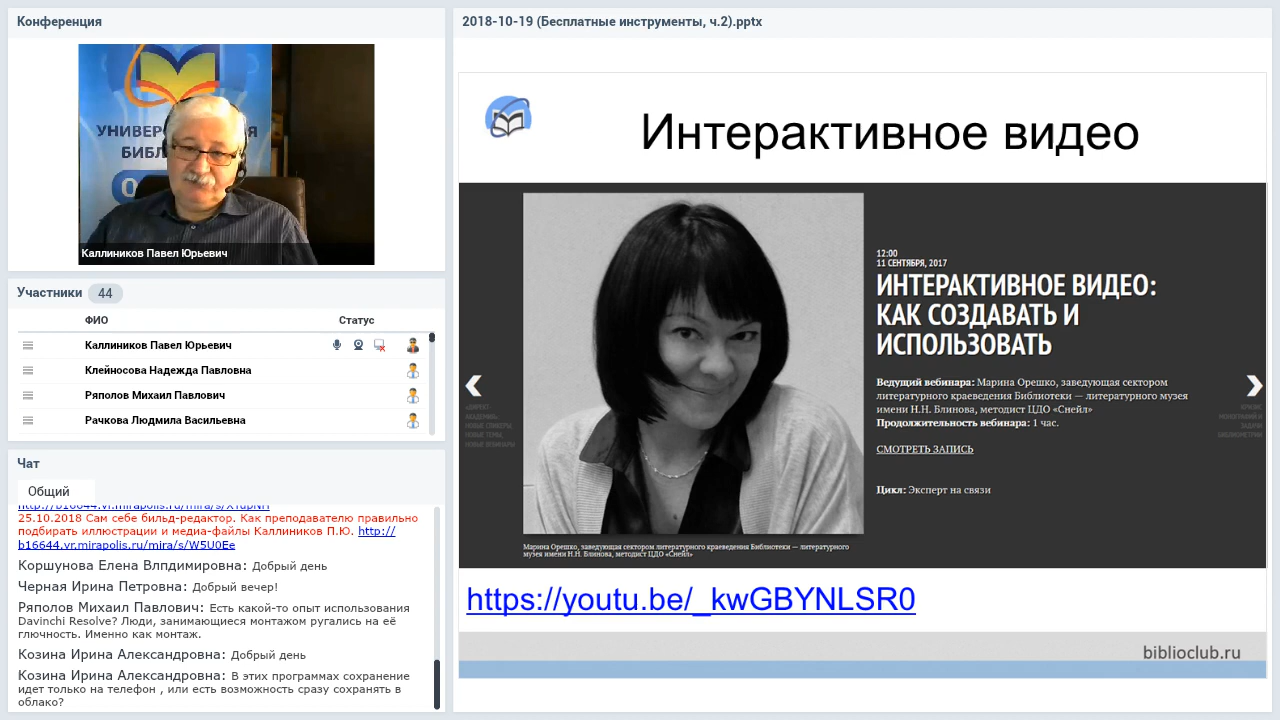 Конференция
Каллиников Павел Юрьевич
Участники 44
ФИО Статус
Каллиников Павел Юрьевич
Клейносова Надежда Павловна
Ряполов Михаил Павлович
Рачкова Людмила Васильевна
Чат
Общий
25.10.2018 Сам себе бильд-редактор. Как преподавателю правильно
подбирать иллюстрации и медиа-файлы Каллиников П.Ю. http://
b16644.vr.mirapolis.ru/mira/s/W5U0Ee
Коршунова Елена Влпдимировна: Добрый день
Черная Ирина Петровна: Добрый вечер!
Ряполов Михаил Павлович: Есть какой-то опыт использования
Davinchi Resolve? Люди, занимающиеся монтажом ругались на её
глючность. Именно как монтаж.
Козина Ирина Александровна: Добрый день
Козина Ирина Александровна: В этих программах сохранение
идет только на телефон , или есть возможность сразу сохранять в
облако?
2018-10-19 (Бесплатные инструменты, ч.2).pptx
Интерактивное видео
12:00
11 СЕНТЯБРЯ, 2017
ИНТЕРАКТИВНОЕ ВИДЕО:
КАК СОЗДАВАТЬ И
ИСПОЛЬЗОВАТЬ
Ведущий вебинара: Марина Орешко, заведующая сектором
литературного краеведения Библиотеки — литературного музея
имени Н.Н. Блинова, методист ЦДО «Снейл»
Продолжительность вебинара: 1 час.
СМОТРЕТЬ ЗАПИСЬ
Цикл: Эксперт на связи
Марина Орешко, заведующая сектором литературного краеведения Библиотеки — литературного
музея имени Н.Н. Блинова, методист ЦДО «Снейл»
https://youtu.be/_kwGBYNLSR0
biblioclub.ru